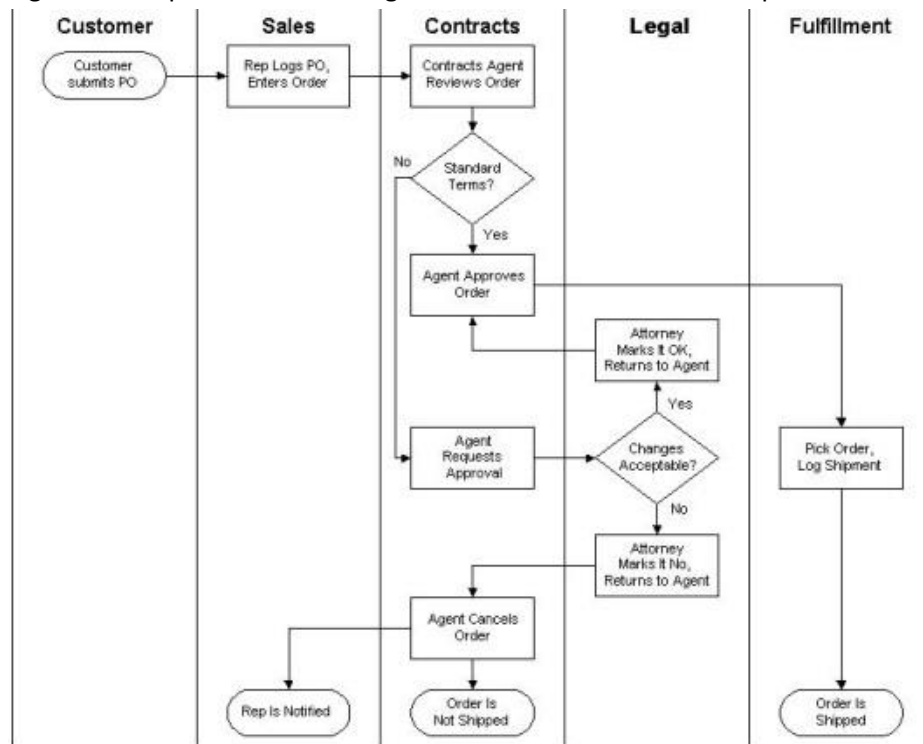 Customer
Sales
Contracts
Legal
Fulfillment
Customer
submits PO
Rep Logs PO,
Enters Order
Contracts Agent
Reviews Order
No
Standard
Terms?
Yes
Agent Approves
Order
Attorney
Marks It OK,
Returns to Agent
Yes
Agent
Requests
Approval
Changes
Acceptable?
Pick Order,
Log Shipment
No
Attorney
Marks It No,
Returns to Agent
Agent Cancels
Order
Rep Is Notified
Order Is
Not Shipped
Order Is
Shipped